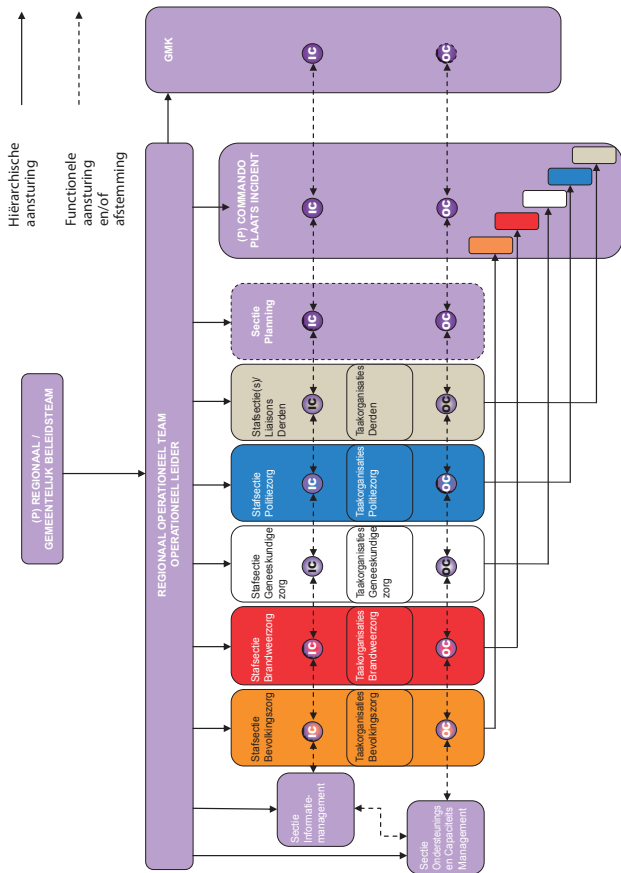 Hiërarchische
aansturing
Functionele
aansturing
en/of
afstemming
(P) REGIONAAL /
GEMEENTELIJK BELEIDSTEAM
REGIONAAL OPERATIONEEL TEAM
OPERATIONEEL LEIDER
Sectie
Informatie-
management
Sectie
Ondersteunings
en Capaciteits
Management
Stafsectie
Bevolkingszorg
IC
Taakorganisaties
Bevolkingszorg
OC
Stafsectie
Brandweerzorg
IC
Taakorganisaties
Brandweerzorg
OC
Stafsectie
Geneeskundige
zorg
IC
Taakorganisaties
Geneeskundige
zorg
OC
Stafsectie
Politiezorg
IC
Taakorganisaties
Politiezorg
OC
Stafsectie(s)/
Liaisons
Derden
IC
Taakorganisaties
Derden
OC
Sectie
Planning
IC
OC
(P) COMMANDO
PLAATS INCIDENT
IC
OC
GMK
IC
OC